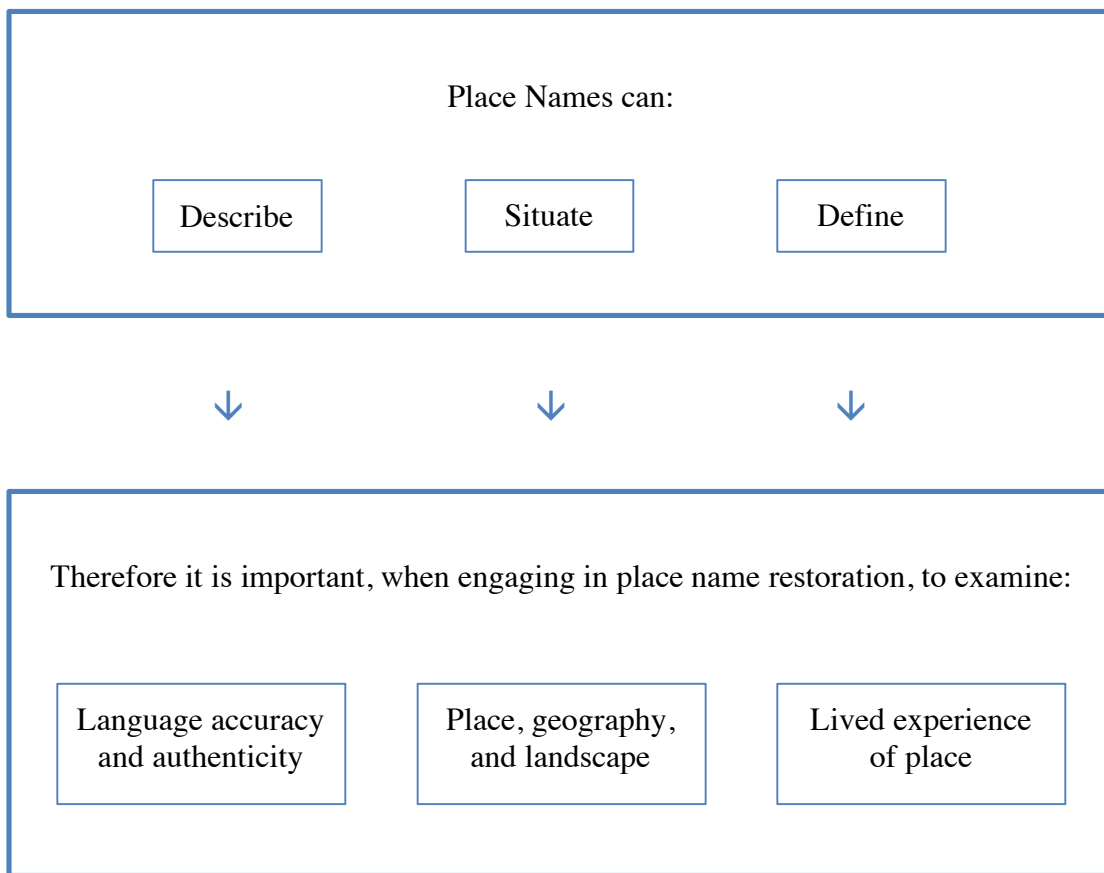 Place Names can:
Describe
Situate
Define
Therefore it is important, when engaging in place name restoration, to examine:
Language accuracy
and authenticity
Place, geography,
and landscape
Lived experience
of place